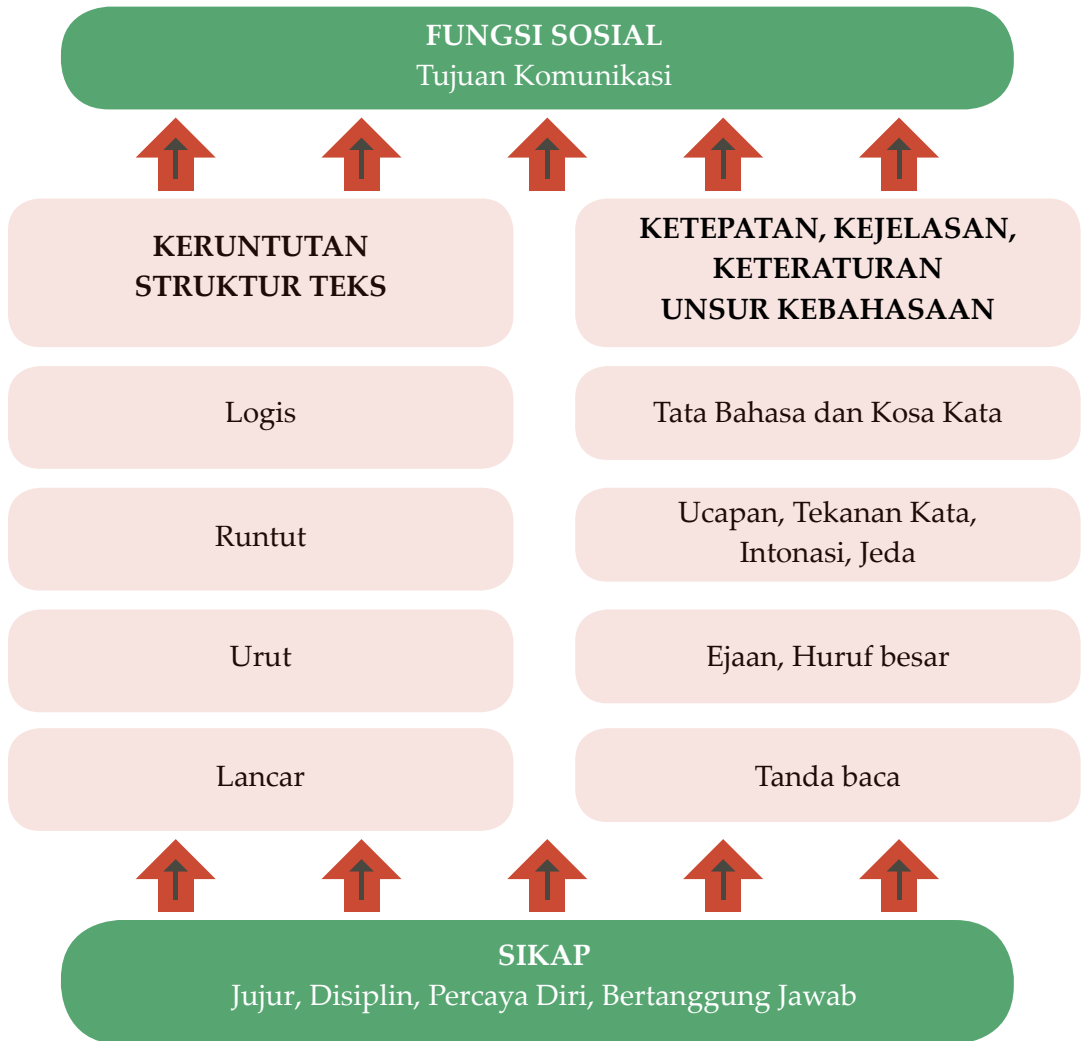 FUNGSI SOSIAL
Tujuan Komunikasi
KERUNTUTAN
STRUKTUR TEKS
Logis
Runtut
Urut
Lancar
KETEPATAN, KEJELASAN,
KETERATURAN
UNSUR KEBAHASAAN
Tata Bahasa dan Kosa Kata
Ucapan, Tekanan Kata,
Intonasi, Jeda
Ejaan, Huruf besar
Tanda baca
SIKAP
Jujur, Disiplin, Percaya Diri, Bertanggung Jawab